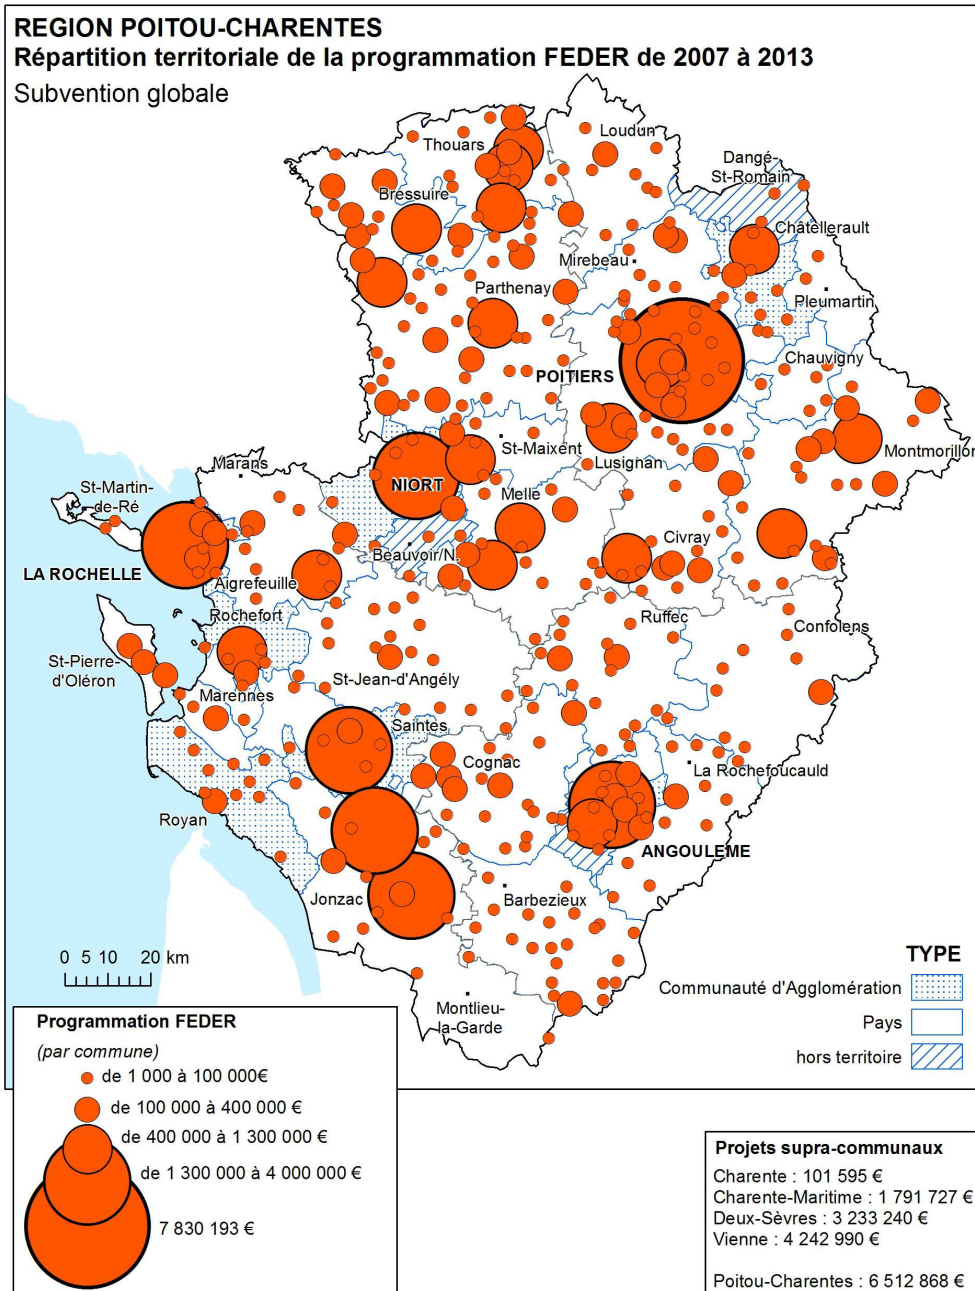 REGION POITOU-CHARENTES
Répartition territoriale de la programmation FEDER de 2007 à 2013
Subvention globale
Loudun
Thouars
Dangé-
St-Romain
Bressuire
Châtellerault
Mirebeau
Parthenay
Pleumartin
Chauvigny
POITIERS
St-Maixent
Lusignan
Montmorillon
Marans
St-Martin-
de-Ré
NIORT
Melle
Civray
Beauvoir/N.
LA ROCHELLE
Aigrefeuille
Rochefort
Ruffec
Confolens
St-Pierre-
d'Oléron
St-Jean-d'Angély
Marennes
Saintes
Cognac
La Rochefoucauld
Royan
ANGOULEME
Jonzac
Barbezieux
0 5 10 20 km
Montlieu-
la-Garde
TYPE
Communauté d'Agglomération
Pays
hors territoire
Programmation FEDER
(par commune)
de 1 000 à 100 000€
de 100 000 à 400 000 €
de 400 000 à 1 300 000 €
de 1 300 000 à 4 000 000 €
7 830 193 €
Projets supra-communaux
Charente : 101 595 €
Charente-Maritime : 1 791 727 €
Deux-Sèvres : 3 233 240 €
Vienne : 4 242 990 €
Poitou-Charentes : 6 512 868 €